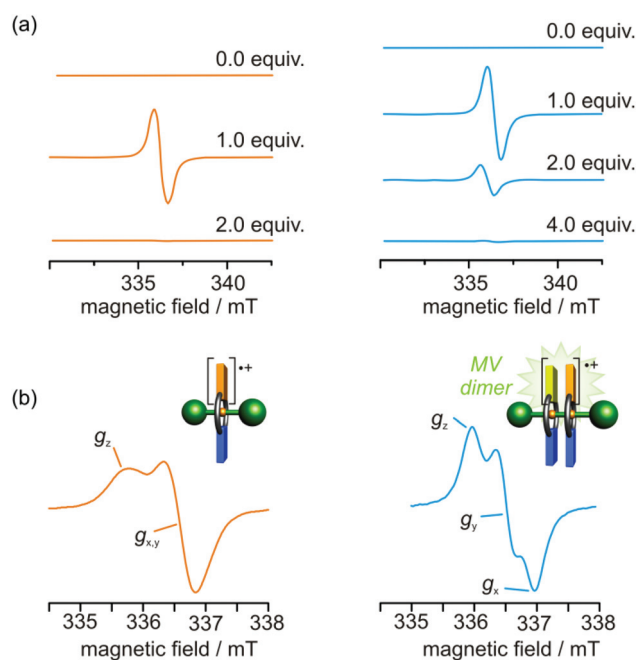 (a)
0.0 equiv.
1.0 equiv.
2.0 equiv.
335 340
magnetic field / mT
0.0 equiv.
1.0 equiv.
2.0 equiv.
4.0 equiv.
335 340
magnetic field / mT
(b)
•+
gz
gx,y
335 336 337 338
magnetic field / mT
MV
dimer
•+
gz
gy
gx
335 336 337 338
magnetic field / mT